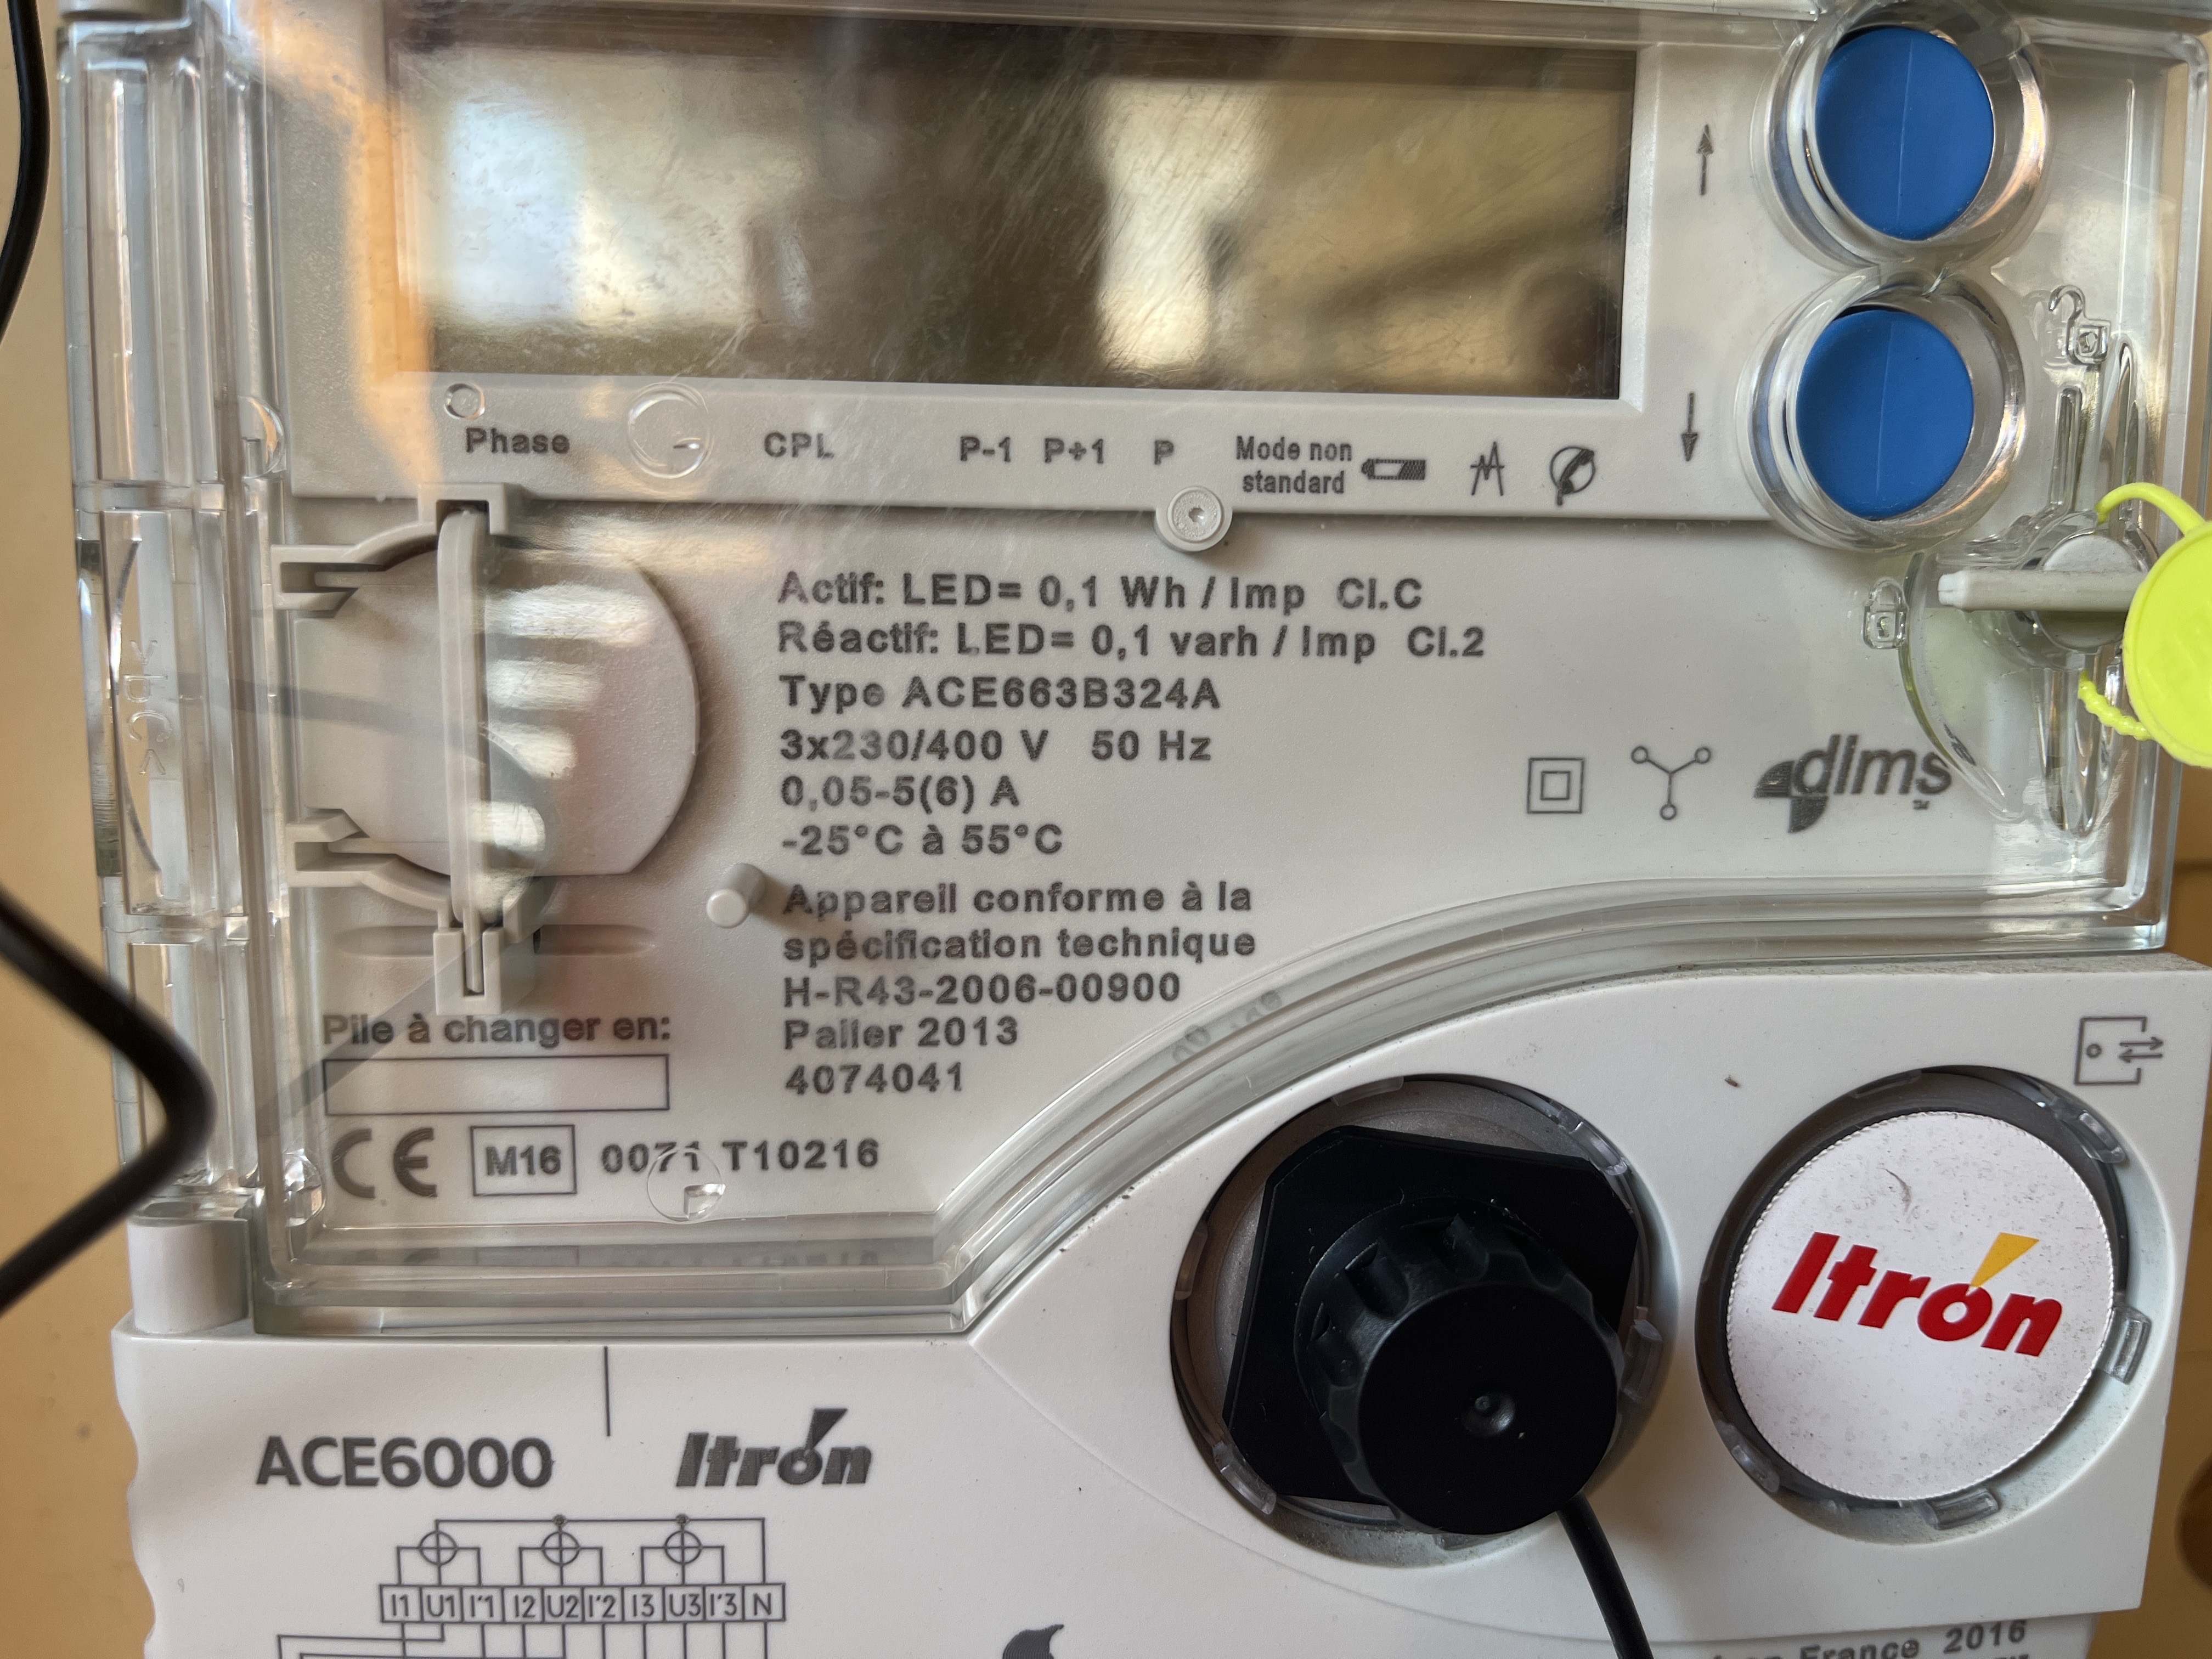 Phase CPL P-1 P+1 P Mode non standard
Actif: LED= 0,1 Wh / Imp Cl.C
Réactif: LED= 0,1 varh / Imp Cl.2
Type ACE663B324A
3x230/400 V 50 Hz
0,05-5(6) A
-25°C à 55°C
dlms
TM
Appareil conforme à la
spécification technique
H-R43-2006-00900
Palier 2013
4074041
Pile à changer en:
CE M16 0071 T10216
Itron
ACE6000 Itron
I1 U1 I'1 I2 U2 I'2 I3 U3 I'3 N
France 2016